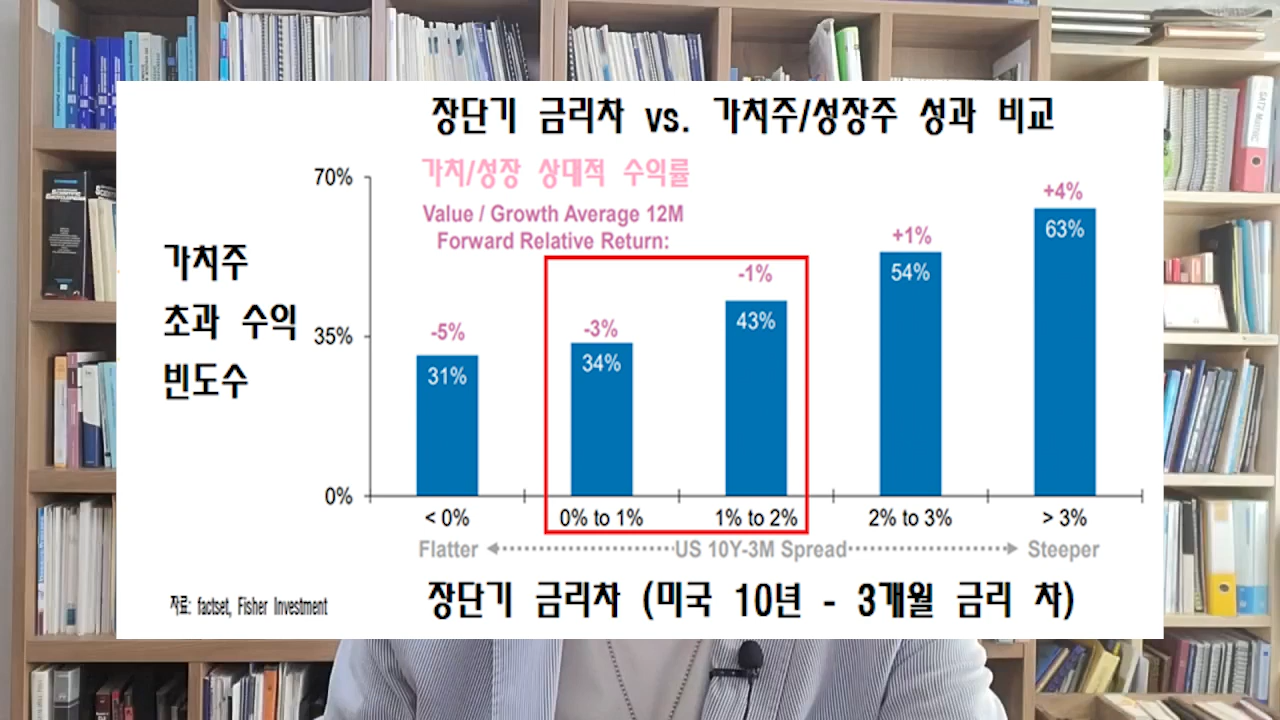 장단기 금리차 vs. 가치주/성장주 성과 비교
가치/성장 상대적 수익률
Value / Growth Average 12M
Forward Relative Return:
가치주
초과 수익
빈도수
70%
35%
0%
-5%
31%
-3%
34%
-1%
43%
+1%
54%
+4%
63%
< 0%
0% to 1%
1% to 2%
2% to 3%
> 3%
Flatter US 10Y-3M Spread Steeper
장단기 금리차 (미국 10년 - 3개월 금리 차)
자료: factset, Fisher Investment